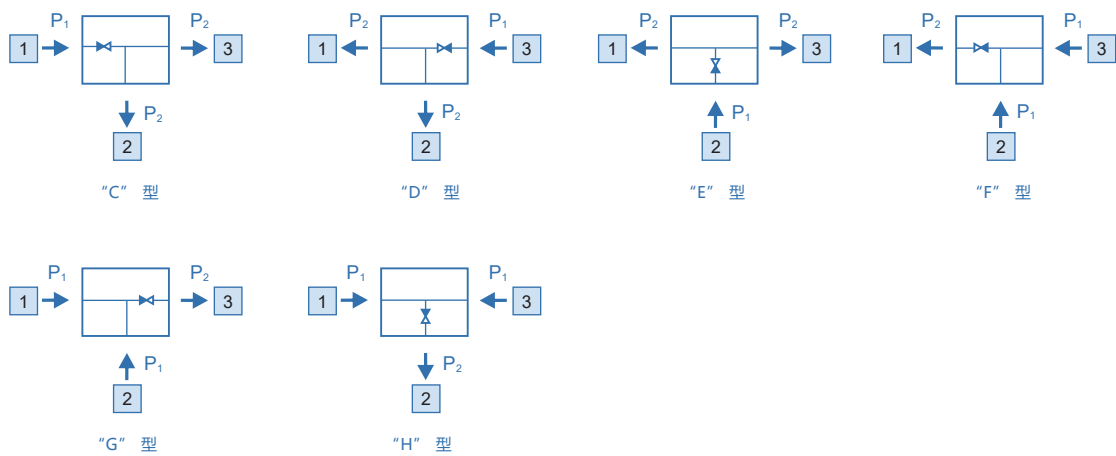 P₁ P₂
1 3
P₂
2
“C” 型
P₂ P₁
1 3
P₂
2
“D” 型
P₂ P₂
1 3
P₁
2
“E” 型
P₂ P₁
1 3
P₁
2
“F” 型
P₁ P₂
1 3
P₁
2
“G” 型
P₁ P₁
1 3
P₂
2
“H” 型